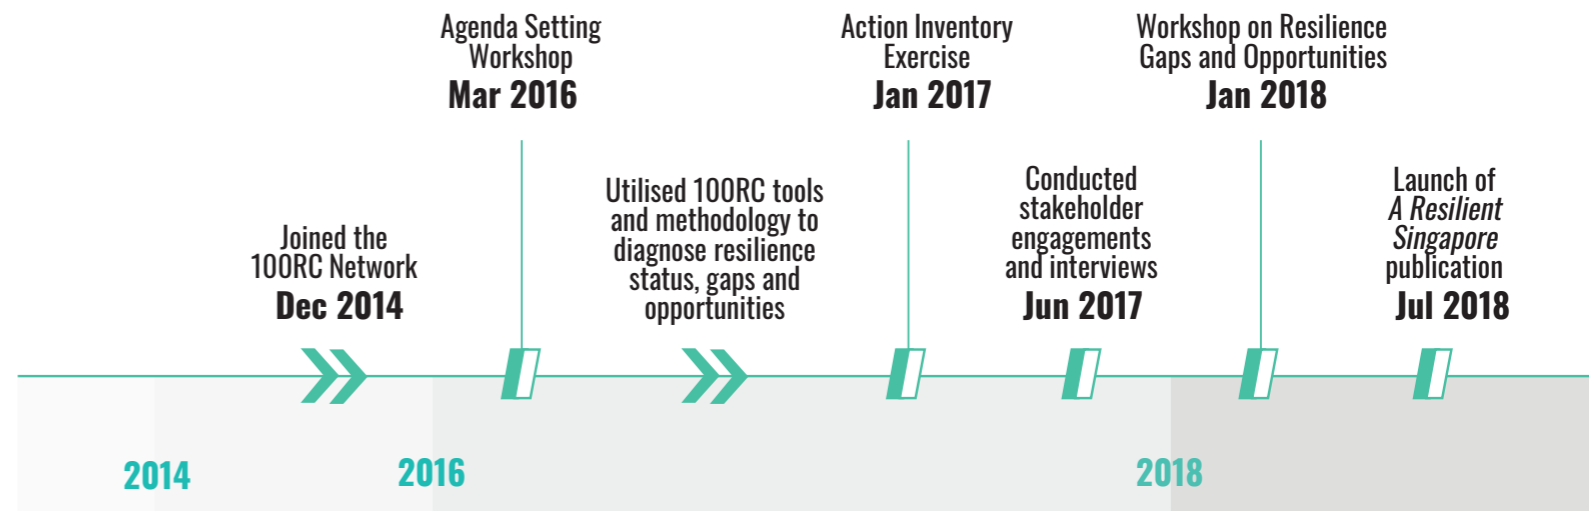 Agenda Setting
Workshop
Mar 2016
Action Inventory
Exercise
Jan 2017
Workshop on Resilience
Gaps and Opportunities
Jan 2018
Joined the
100RC Network
Dec 2014
Utilised 100RC tools
and methodology to
diagnose resilience
status, gaps and
opportunities
Conducted
stakeholder
engagements
and interviews
Jun 2017
Launch of
A Resilient
Singapore
publication
Jul 2018
2014
2016
2018